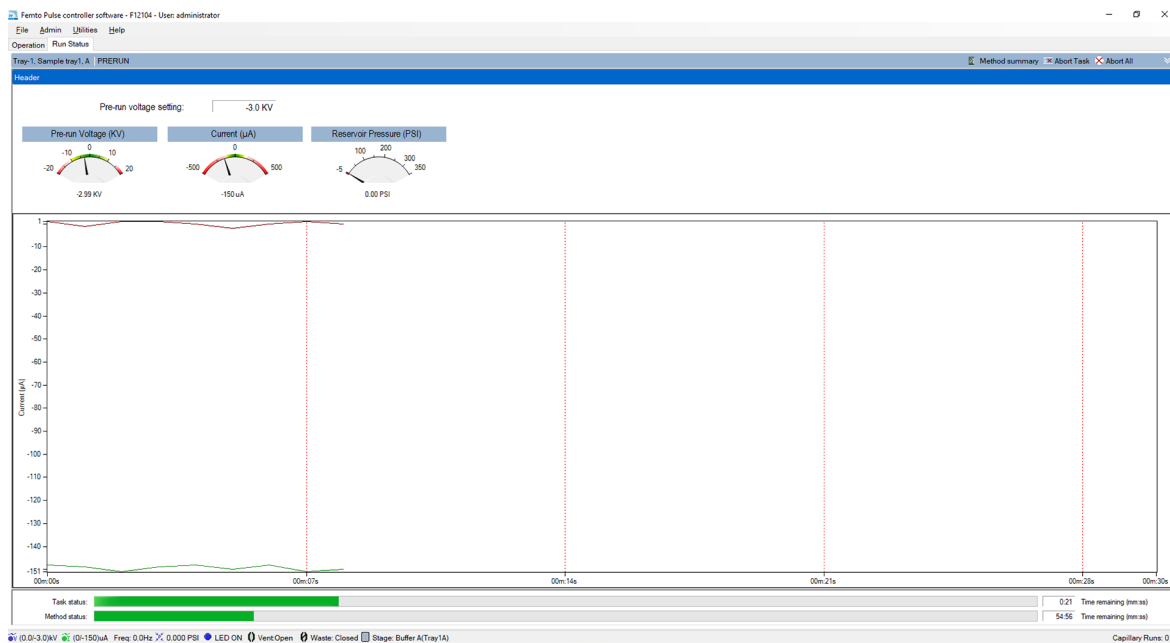 Femto Pulse controller software - F12104 - User: administrator
File Admin Utilities Help
Operation Run Status
Tray-1, Sample tray1, A PRERUN Method summary Abort Task Abort All
Header
Pre-run voltage setting: -3.0 KV
Pre-run Voltage (KV) Current (µA) Reservoir Pressure (PSI)
-20 -10 0 10 20
-2.99 KV
-500 0 500
-150 uA
-5 100 200 300 350
0.00 PSI
Current (µA)
1
-10
-20
-30
-40
-50
-60
-70
-80
-90
-100
-110
-120
-130
-140
-151
00m:00s 00m:07s 00m:14s 00m:21s 00m:28s 00m:30s
Task status: 0:21 Time remaining (mm:ss)
Method status: 54:56 Time remaining (mm:ss)
(0.0/-3.0)kV (0/-150)uA Freq: 0.0Hz 0.000 PSI LED ON Vent:Open Waste: Closed Stage: Buffer A(Tray1A) Capillary Runs: 0